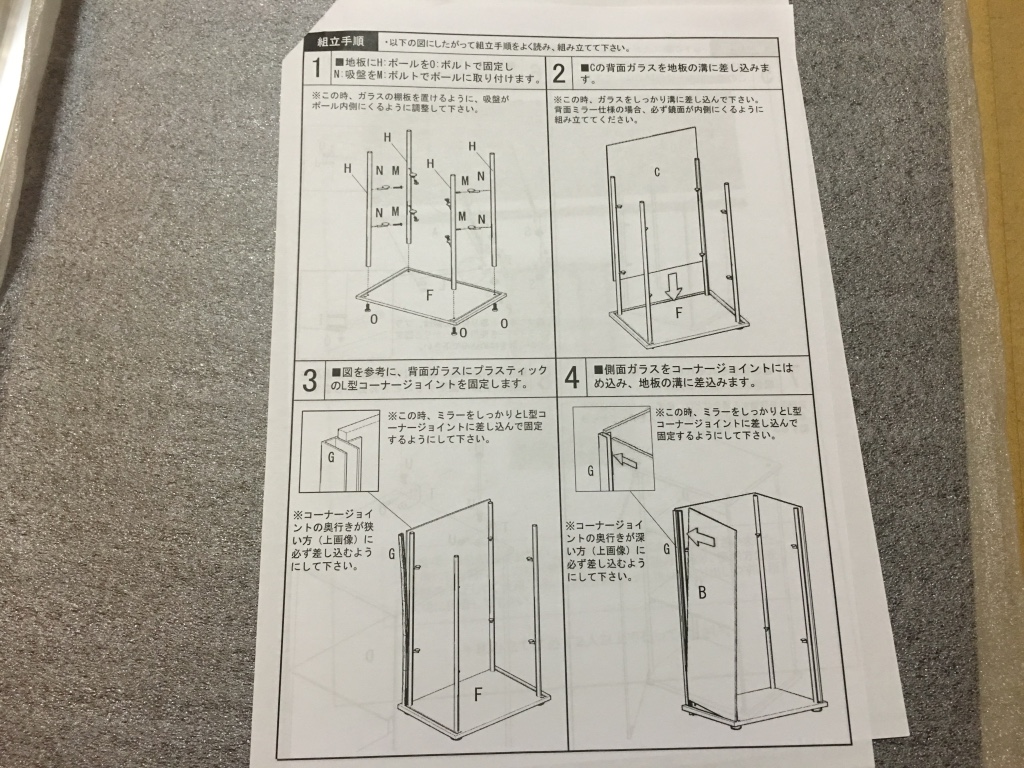 組立手順
・以下の図にしたがって組立手順をよく読み、組み立てて下さい。
1
■地板にH:ポールをO:ボルトで固定し
N:吸盤をM:ボルトでポールに取り付けます。
※この時、ガラスの棚板を置けるように、吸盤が
ポール内側にくるように調整して下さい。
H
H
H
H
N M
M N
N M
M N
F
O
O
O
2
■Cの背面ガラスを地板の溝に差し込みま
す。
※この時、ガラスをしっかり溝に差し込んで下さい。
背面ミラー仕様の場合、必ず鏡面が内側にくるように
組み立ててください。
C
F
3
■図を参考に、背面ガラスにプラスティック
のL型コーナージョイントを固定します。
※この時、ミラーをしっかりとL型コ
ーナージョイントに差し込んで固定
するようにして下さい。
G
※コーナージョイ
ントの奥行きが狭
い方（上画像）に
必ず差し込むよう
にして下さい。
G
F
4
■側面ガラスをコーナージョイントには
め込み、地板の溝に差込みます。
※この時、ミラーをしっかりとL型
コーナージョイントに差し込んで
固定するようにして下さい。
G
※コーナージョイ
ントの奥行きが深
い方（上画像）に
必ず差し込むよう
にして下さい。
G
B